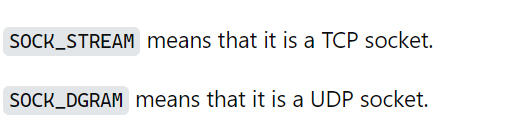 SOCK_STREAM means that it is a TCP socket.
SOCK_DGRAM means that it is a UDP socket.